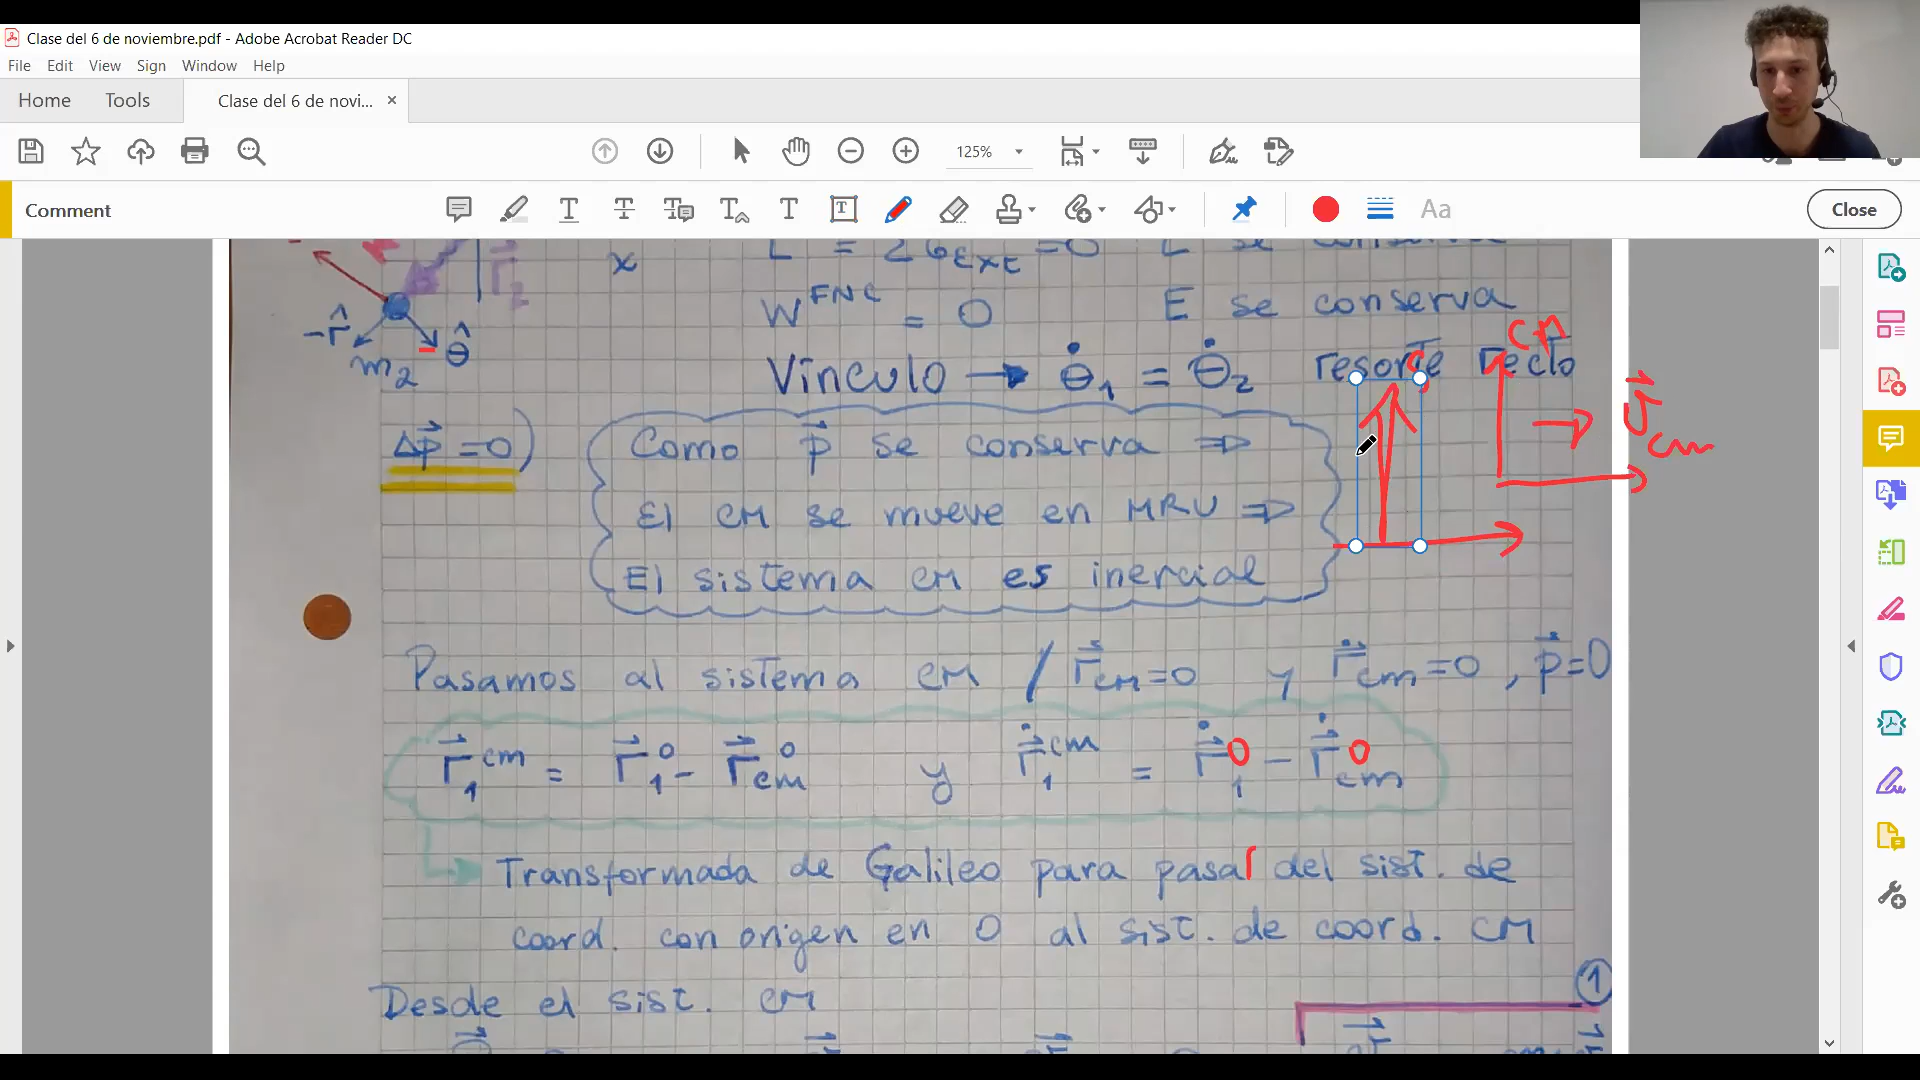 Clase del 6 de noviembre.pdf - Adobe Acrobat Reader DC
File Edit View Sign Window Help
Home Tools Clase del 6 de novi... ×
125%
Comment Aa Close
W^FNC = 0 E se conserva
-r̂ θ̂
m₂
Vínculo → θ̇₁ = θ̇₂ resorte recto
CM
v⃗cm
Δp⃗ = 0) Como p⃗ se conserva ⇒
El CM se mueve en MRU ⇒
El sistema CM es inercial
Pasamos al sistema CM / r⃗cm=0 y ṙ⃗cm=0, p⃗=0
r⃗₁^cm = r⃗₁^0 - r⃗cm^0 y ṙ⃗₁^cm = ṙ⃗₁^0 - ṙ⃗cm^0
Transformada de Galileo para pasar del sist. de
coord. con origen en O al sist. de coord. CM
Desde el sist. CM
1